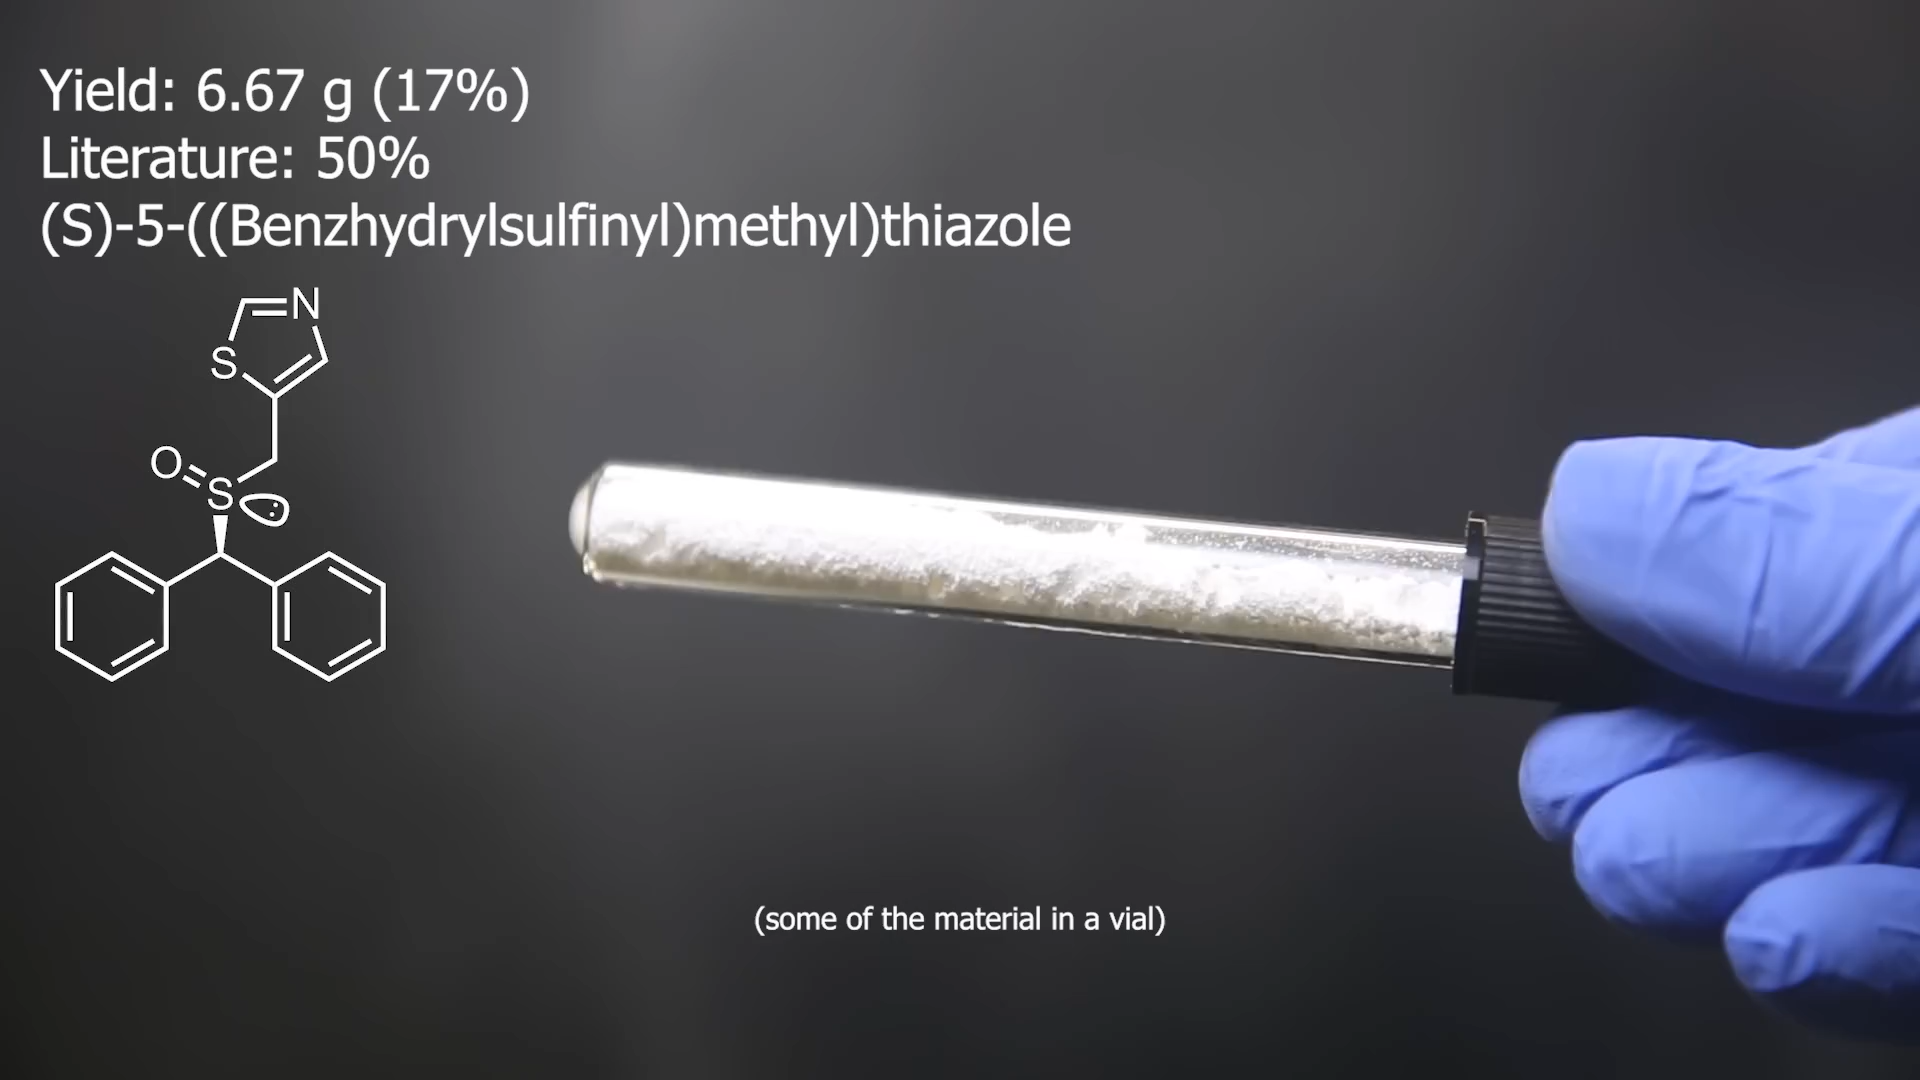 Yield: 6.67 g (17%)
Literature: 50%
(S)-5-((Benzhydrylsulfinyl)methyl)thiazole
N
S
O
S
(some of the material in a vial)